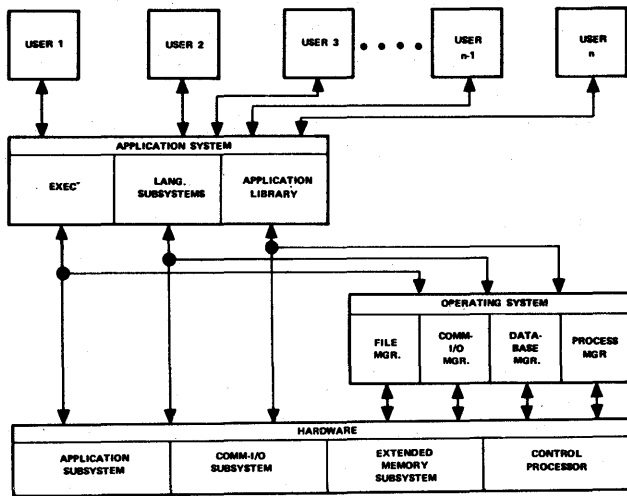 USER 1
USER 2
USER 3
USER
n-1
USER
n
APPLICATION SYSTEM
EXEC
LANG.
SUBSYSTEMS
APPLICATION
LIBRARY
OPERATING SYSTEM
FILE
MGR.
COMM-
I/O
MGR.
DATA-
BASE
MGR.
PROCESS
MGR
HARDWARE
APPLICATION
SUBSYSTEM
COMM-I/O
SUBSYSTEM
EXTENDED
MEMORY
SUBSYSTEM
CONTROL
PROCESSOR